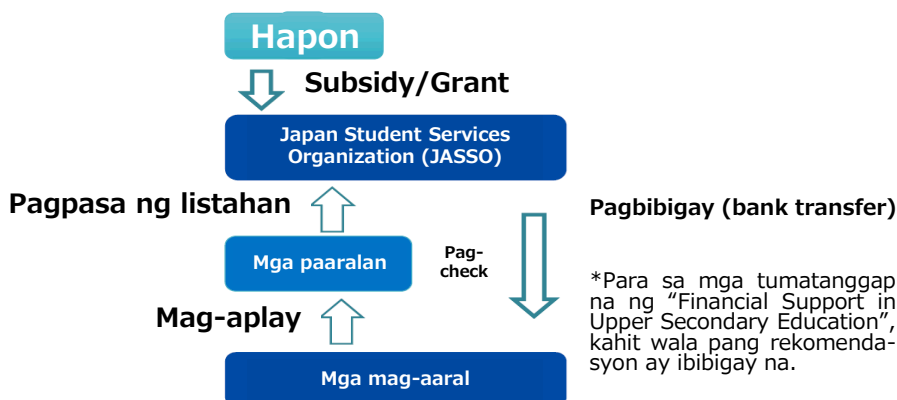 Hapon
Subsidy/Grant
Japan Student Services
Organization (JASSO)
Pagpasa ng listahan
Pagbibigay (bank transfer)
Mga paaralan
Pag-
check
*Para sa mga tumatanggap
na ng “Financial Support in
Upper Secondary Education”,
kahit wala pang rekomenda-
syon ay ibibigay na.
Mag-aplay
Mga mag-aaral